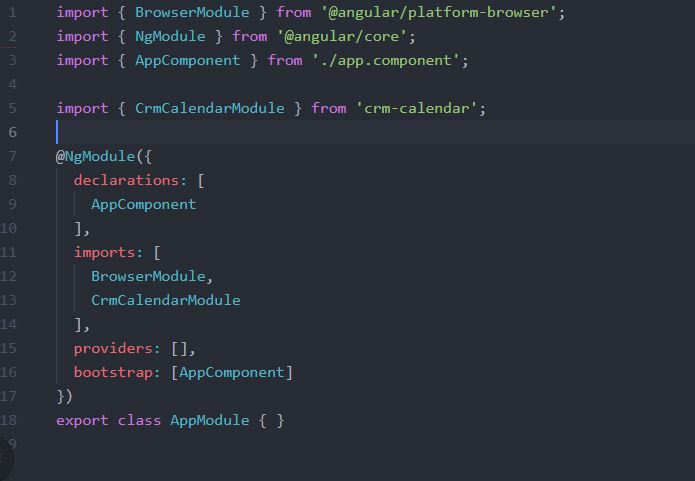 1 import { BrowserModule } from '@angular/platform-browser';
2 import { NgModule } from '@angular/core';
3 import { AppComponent } from './app.component';
4
5 import { CrmCalendarModule } from 'crm-calendar';
6
7 @NgModule({
8   declarations: [
9     AppComponent
10   ],
11   imports: [
12     BrowserModule,
13     CrmCalendarModule
14   ],
15   providers: [],
16   bootstrap: [AppComponent]
17 })
18 export class AppModule { }
9